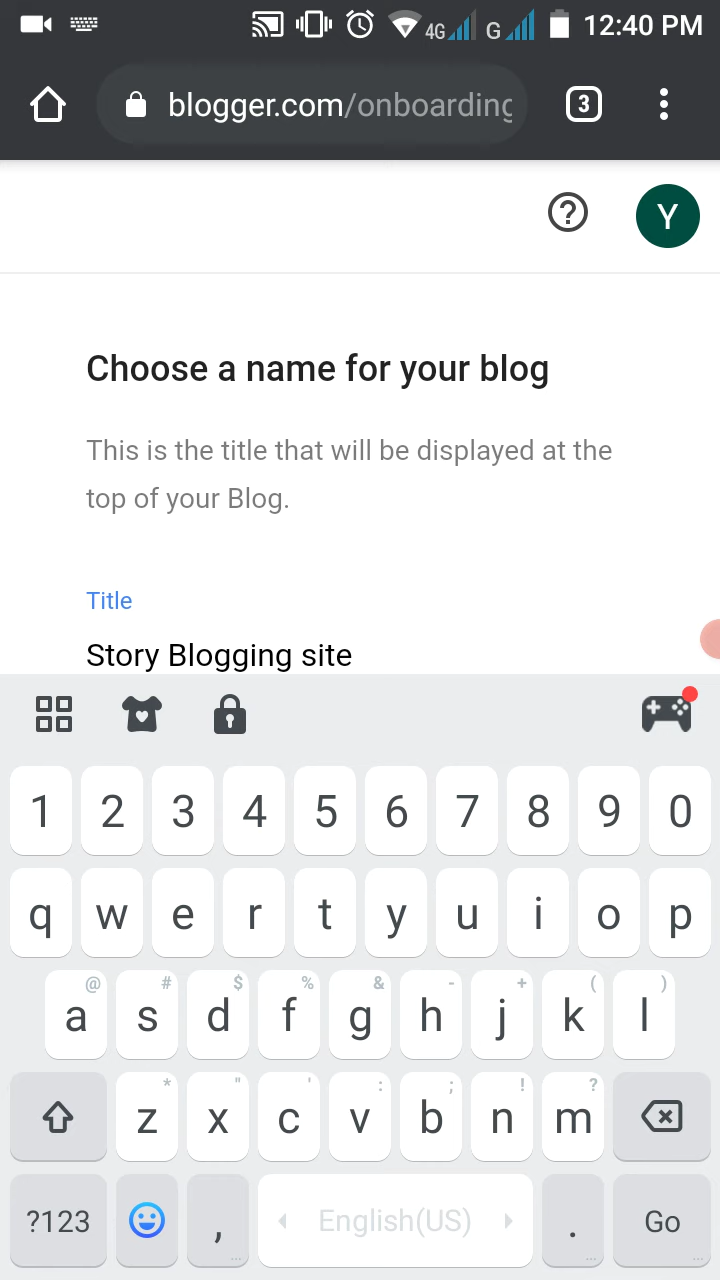 4G G 12:40 PM
blogger.com/onboarding 3
? Y
Choose a name for your blog
This is the title that will be displayed at the
top of your Blog.
Title
Story Blogging site
1 2 3 4 5 6 7 8 9 0
q w e r t y u i o p
@ # $ % & - + ( )
a s d f g h j k l
* " ' : ; ! ?
z x c v b n m
?123 , English(US) . Go